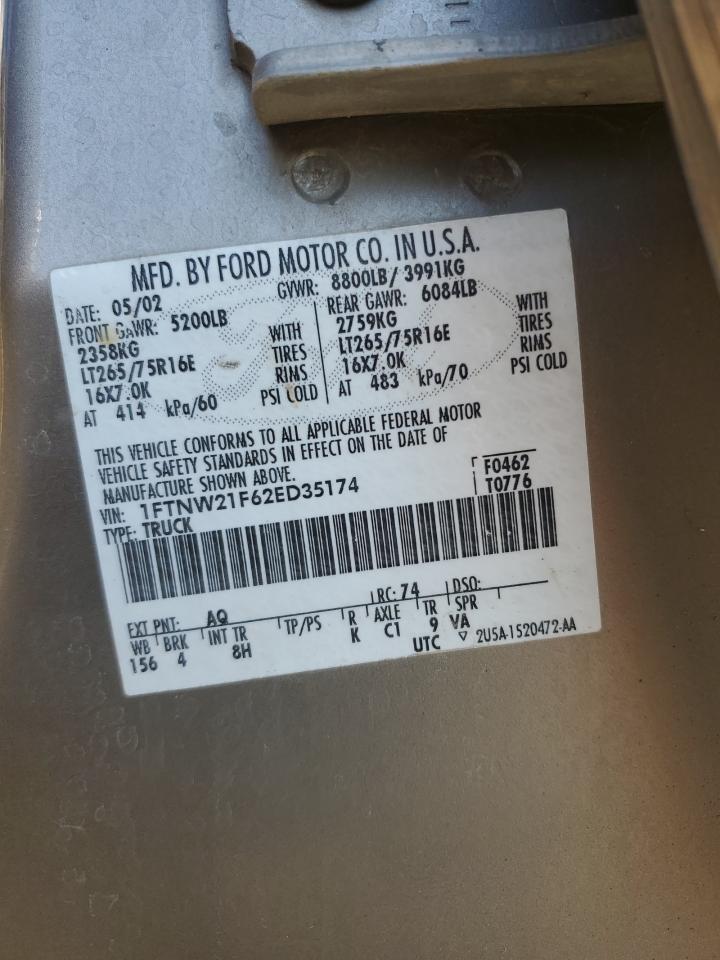 MFD. BY FORD MOTOR CO. IN U.S.A.
DATE: 05/02 GVWR: 8800LB/ 3991KG
FRONT GAWR: 5200LB REAR GAWR: 6084LB
2358KG WITH 2759KG WITH
LT265/75R16E TIRES LT265/75R16E TIRES
16X7.0K RIMS 16X7.0K RIMS
AT 414 kPa/60 PSI COLD AT 483 kPa/70 PSI COLD
THIS VEHICLE CONFORMS TO ALL APPLICABLE FEDERAL MOTOR
VEHICLE SAFETY STANDARDS IN EFFECT ON THE DATE OF
MANUFACTURE SHOWN ABOVE.
VIN: 1FTNW21F62ED35174 F0462
TYPE: TRUCK T0776
EXT PNT: AQ RC: 74 DSO:
WB BRK INT TR TP/PS R AXLE TR SPR
156 4 8H K C1 9 VA
UTC ▽ 2U5A-1520472-AA